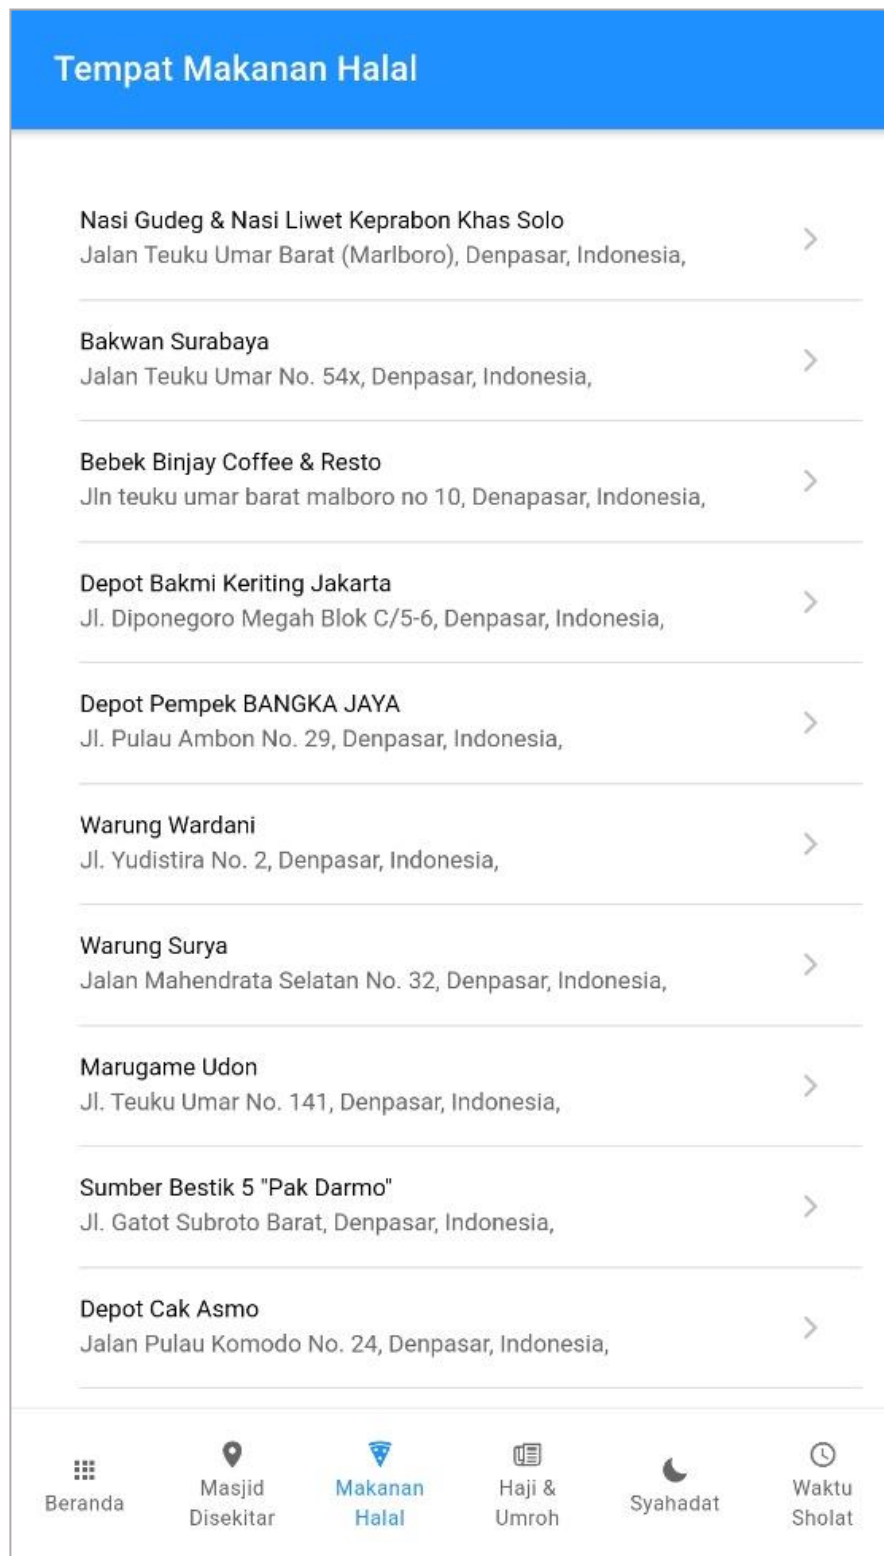 Tempat Makanan Halal
Nasi Gudeg & Nasi Liwet Keprabon Khas Solo
Jalan Teuku Umar Barat (Marlboro), Denpasar, Indonesia,
Bakwan Surabaya
Jalan Teuku Umar No. 54x, Denpasar, Indonesia,
Bebek Binjay Coffee & Resto
Jln teuku umar barat malboro no 10, Denapasar, Indonesia,
Depot Bakmi Keriting Jakarta
Jl. Diponegoro Megah Blok C/5-6, Denpasar, Indonesia,
Depot Pempek BANGKA JAYA
Jl. Pulau Ambon No. 29, Denpasar, Indonesia,
Warung Wardani
Jl. Yudistira No. 2, Denpasar, Indonesia,
Warung Surya
Jalan Mahendrata Selatan No. 32, Denpasar, Indonesia,
Marugame Udon
Jl. Teuku Umar No. 141, Denpasar, Indonesia,
Sumber Bestik 5 "Pak Darmo"
Jl. Gatot Subroto Barat, Denpasar, Indonesia,
Depot Cak Asmo
Jalan Pulau Komodo No. 24, Denpasar, Indonesia,
Beranda
Masjid
Disekitar
Makanan
Halal
Haji &
Umroh
Syahadat
Waktu
Sholat